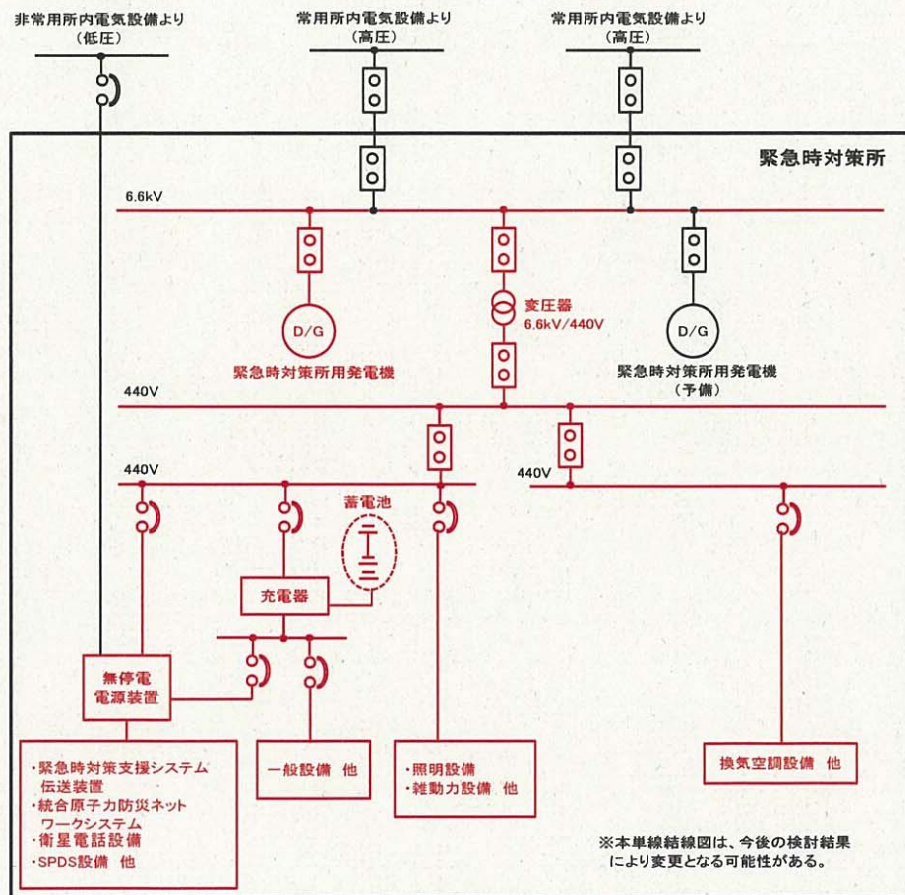 非常用所内電気設備より
(低圧)
常用所内電気設備より
(高圧)
常用所内電気設備より
(高圧)
緊急時対策所
6.6kV
変圧器
6.6kV/440V
D/G
D/G
緊急時対策所用発電機
緊急時対策所用発電機
(予備)
440V
440V
440V
蓄電池
充電器
無停電
電源装置
・緊急時対策支援システム
伝送装置
・統合原子力防災ネット
ワークシステム
・衛星電話設備
・SPDS設備 他
一般設備 他
・照明設備
・雑動力設備 他
換気空調設備 他
※本単線結線図は、今後の検討結果
により変更となる可能性がある。